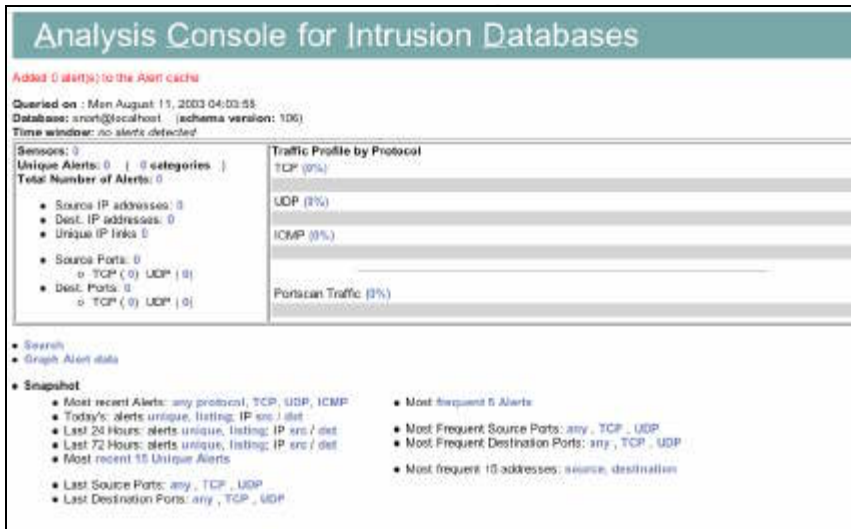 Analysis Console for Intrusion Databases
Added 0 alert(s) to the Alert cache
Queried on : Mon August 11, 2003 04:03:55
Database: snort@localhost (schema version: 106)
Time window: no alerts detected
Sensors: 0
Unique Alerts: 0 ( 0 categories )
Total Number of Alerts: 0
• Source IP addresses: 0
• Dest. IP addresses: 0
• Unique IP links 0
• Source Ports: 0
o TCP ( 0) UDP ( 0)
• Dest. Ports: 0
o TCP ( 0) UDP ( 0)
Traffic Profile by Protocol
TCP (0%)
UDP (0%)
ICMP (0%)
Portscan Traffic (0%)
• Search
• Graph Alert data
• Snapshot
• Most recent Alerts: any protocol, TCP, UDP, ICMP
• Today's: alerts unique, listing; IP src / dst
• Last 24 Hours: alerts unique, listing; IP src / dst
• Last 72 Hours: alerts unique, listing; IP src / dst
• Most recent 15 Unique Alerts
• Last Source Ports: any , TCP , UDP
• Last Destination Ports: any , TCP , UDP
• Most frequent 5 Alerts
• Most Frequent Source Ports: any , TCP , UDP
• Most Frequent Destination Ports: any , TCP , UDP
• Most frequent 15 addresses: source, destination